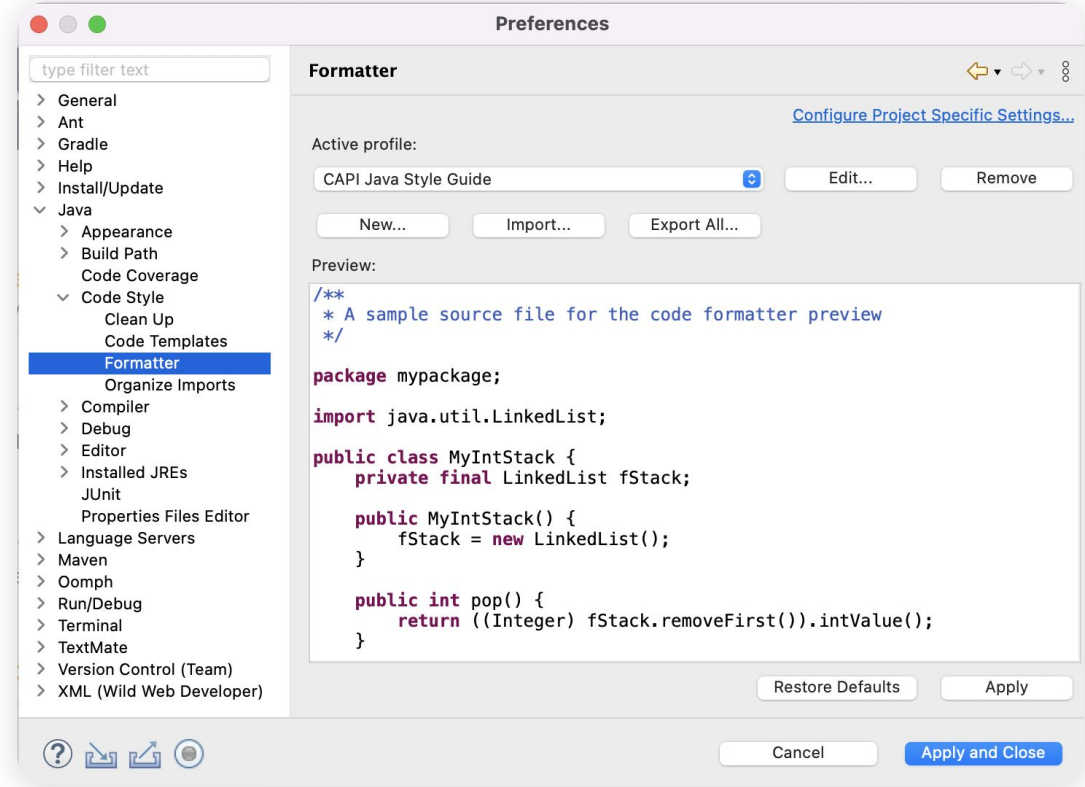 Preferences
type filter text
General
Ant
Gradle
Help
Install/Update
Java
Appearance
Build Path
Code Coverage
Code Style
Clean Up
Code Templates
Formatter
Organize Imports
Compiler
Debug
Editor
Installed JREs
JUnit
Properties Files Editor
Language Servers
Maven
Oomph
Run/Debug
Terminal
TextMate
Version Control (Team)
XML (Wild Web Developer)
Formatter
Configure Project Specific Settings...
Active profile:
CAPI Java Style Guide
Edit...
Remove
New...
Import...
Export All...
Preview:
/**
 * A sample source file for the code formatter preview
 */
package mypackage;
import java.util.LinkedList;
public class MyIntStack {
    private final LinkedList fStack;
    public MyIntStack() {
        fStack = new LinkedList();
    }
    public int pop() {
        return ((Integer) fStack.removeFirst()).intValue();
    }
Restore Defaults
Apply
?
Cancel
Apply and Close